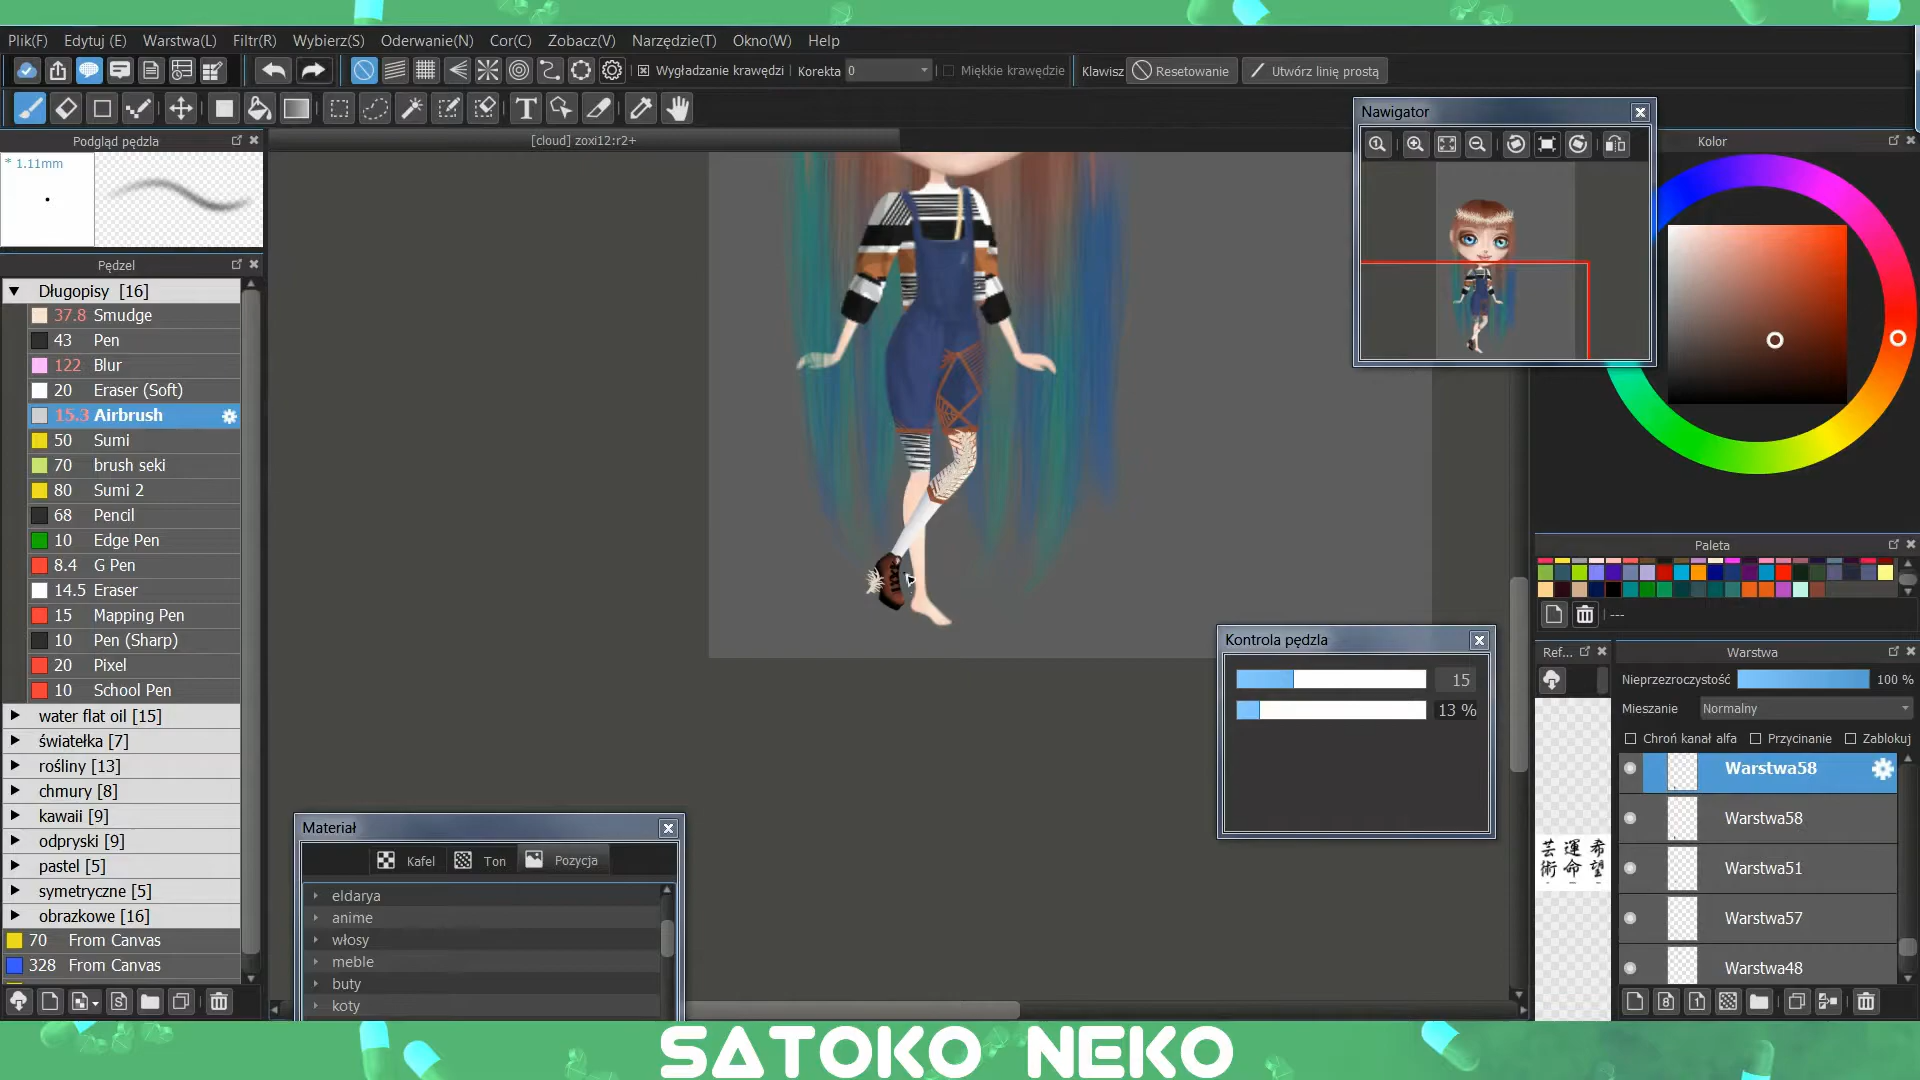 Plik(F) Edytuj (E) Warstwa(L) Filtr(R) Wybierz(S) Oderwanie(N) Cor(C) Zobacz(V) Narzędzie(T) Okno(W) Help
Wygładzanie krawędzi Korekta 0 Miękkie krawędzie Klawisz Resetowanie Utwórz linię prostą
Podgląd pędzla
* 1.11mm
[cloud] zoxi12:r2+
Nawigator
Kolor
Pędzel
Długopisy [16]
37.8 Smudge
43 Pen
122 Blur
20 Eraser (Soft)
15.3 Airbrush
50 Sumi
70 brush seki
80 Sumi 2
68 Pencil
10 Edge Pen
8.4 G Pen
14.5 Eraser
15 Mapping Pen
10 Pen (Sharp)
20 Pixel
10 School Pen
water flat oil [15]
światełka [7]
rośliny [13]
chmury [8]
kawaii [9]
odpryski [9]
pastel [5]
symetryczne [5]
obrazkowe [16]
70 From Canvas
328 From Canvas
Materiał
Kafel Ton Pozycja
eldarya
anime
włosy
meble
buty
koty
Kontrola pędzla
15
13 %
Paleta
---
Ref...
Warstwa
Nieprzezroczystość 100 %
Mieszanie Normalny
Chroń kanał alfa Przycinanie Zablokuj
Warstwa58
Warstwa58
Warstwa51
Warstwa57
Warstwa48
芸 運 希
術 命 望
SATOKO NEKO